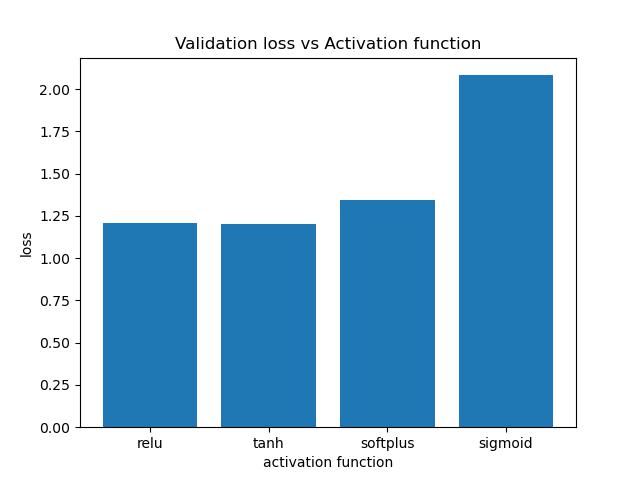 Validation loss vs Activation function
2.00
1.75
1.50
1.25
1.00
0.75
0.50
0.25
0.00
loss
relu tanh softplus sigmoid
activation function